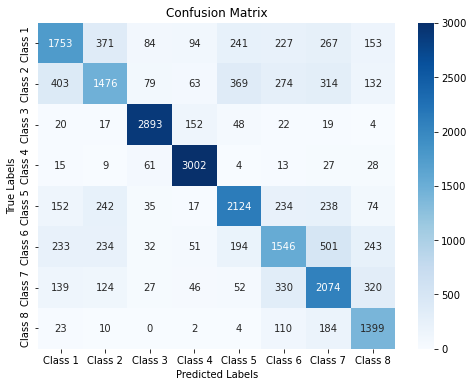 Confusion Matrix
True Labels
Class 1 1753 371 84 94 241 227 267 153
Class 2 403 1476 79 63 369 274 314 132
Class 3 20 17 2893 152 48 22 19 4
Class 4 15 9 61 3002 4 13 27 28
Class 5 152 242 35 17 2124 234 238 74
Class 6 233 234 32 51 194 1546 501 243
Class 7 139 124 27 46 52 330 2074 320
Class 8 23 10 0 2 4 110 184 1399
Class 1 Class 2 Class 3 Class 4 Class 5 Class 6 Class 7 Class 8
Predicted Labels
3000
2500
2000
1500
1000
500
0